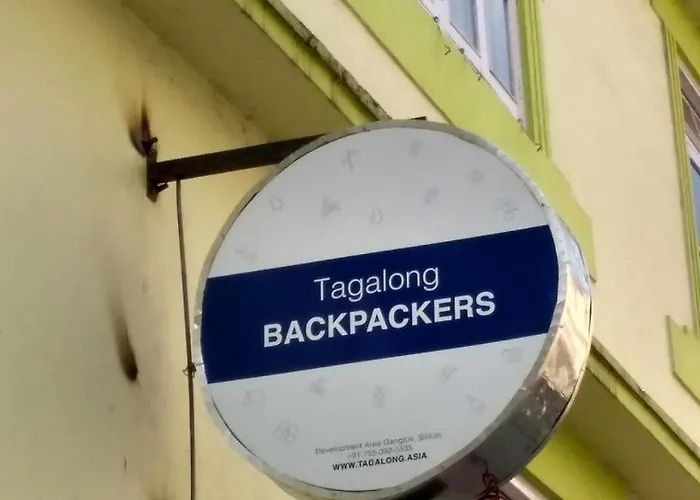 Tagalong
BACKPACKERS
Development Area Gangtok, Sikkim
WWW.TAGALONG.ASIA